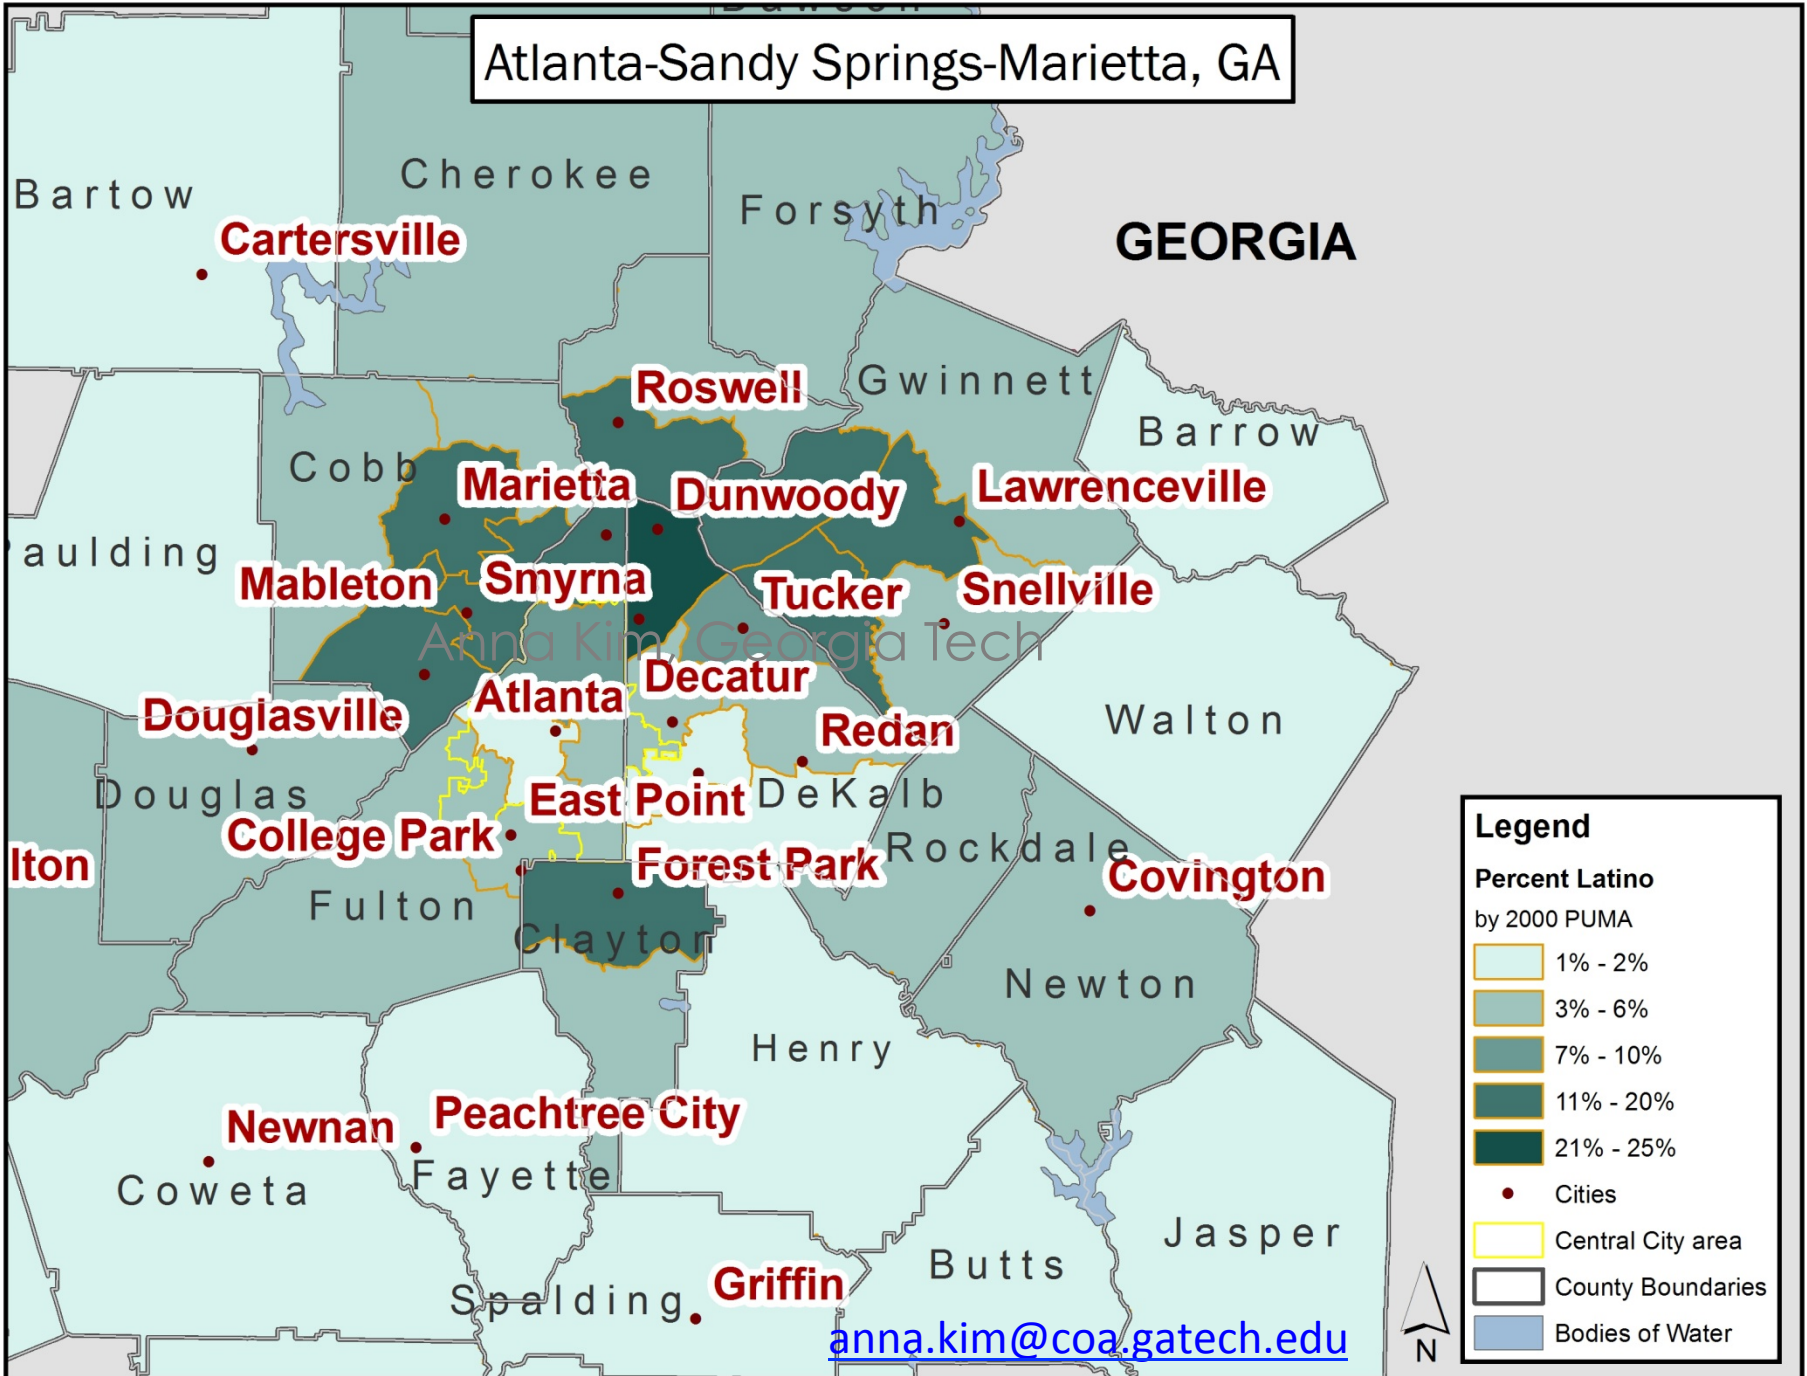 Dawson
Atlanta-Sandy Springs-Marietta, GA
Cherokee
Bartow
Forsyth
Cartersville
GEORGIA
Roswell
Gwinnett
Barrow
Cobb
Marietta
Dunwoody
Lawrenceville
aulding
Mableton
Smyrna
Tucker
Snellville
Anna Kim, Georgia Tech
Decatur
Atlanta
Douglasville
Redan
Walton
Douglas
East Point
DeKalb
College Park
Rockdale
lton
Forest Park
Covington
Fulton
Clayton
Newton
Henry
Newnan
Peachtree City
Coweta
Fayette
Jasper
Butts
Griffin
Spalding
anna.kim@coa.gatech.edu
N
Legend
Percent Latino
by 2000 PUMA
1% - 2%
3% - 6%
7% - 10%
11% - 20%
21% - 25%
Cities
Central City area
County Boundaries
Bodies of Water